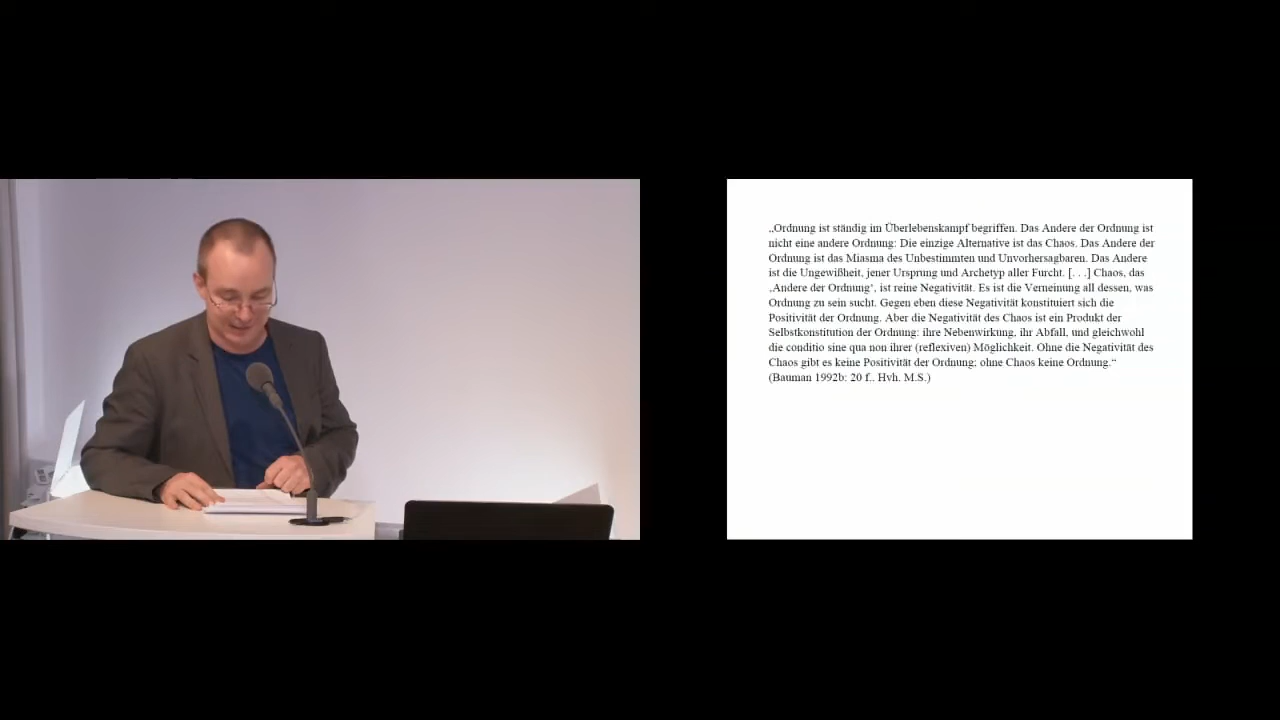 „Ordnung ist ständig im Überlebenskampf begriffen. Das Andere der Ordnung ist
nicht eine andere Ordnung: Die einzige Alternative ist das Chaos. Das Andere der
Ordnung ist das Miasma des Unbestimmten und Unvorhersagbaren. Das Andere
ist die Ungewißheit, jener Ursprung und Archetyp aller Furcht. [. . .] Chaos, das
‚Andere der Ordnung‘, ist reine Negativität. Es ist die Verneinung all dessen, was
Ordnung zu sein sucht. Gegen eben diese Negativität konstituiert sich die
Positivität der Ordnung. Aber die Negativität des Chaos ist ein Produkt der
Selbstkonstitution der Ordnung: ihre Nebenwirkung, ihr Abfall, und gleichwohl
die conditio sine qua non ihrer (reflexiven) Möglichkeit. Ohne die Negativität des
Chaos gibt es keine Positivität der Ordnung; ohne Chaos keine Ordnung.“
(Bauman 1992b: 20 f.. Hvh. M.S.)